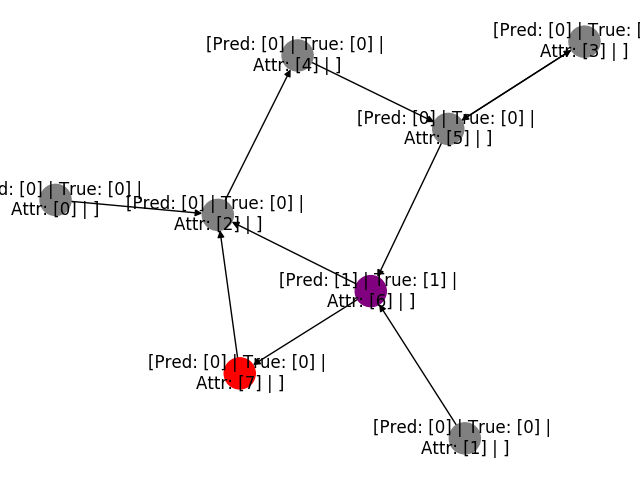 [Pred: [0] | True: [
Attr: [3] | ]
[Pred: [0] | True: [0] |
Attr: [4] | ]
[Pred: [0] | True: [0] |
Attr: [5] | ]
d: [0] | True: [0] |
Attr: [0] | ]
[Pred: [0] | True: [0] |
Attr: [2] | ]
[Pred: [1] | True: [1] |
Attr: [6] | ]
[Pred: [0] | True: [0] |
Attr: [7] | ]
[Pred: [0] | True: [0] |
Attr: [1] | ]